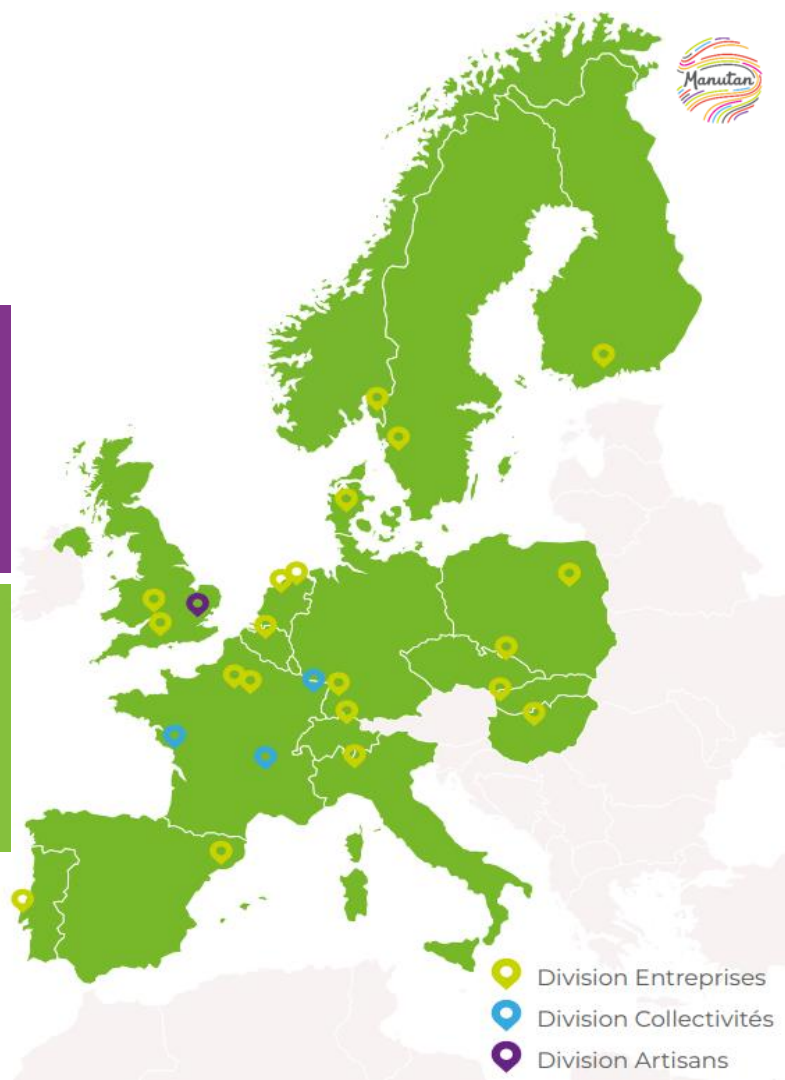 Manutan
Division Entreprises
Division Collectivités
Division Artisans